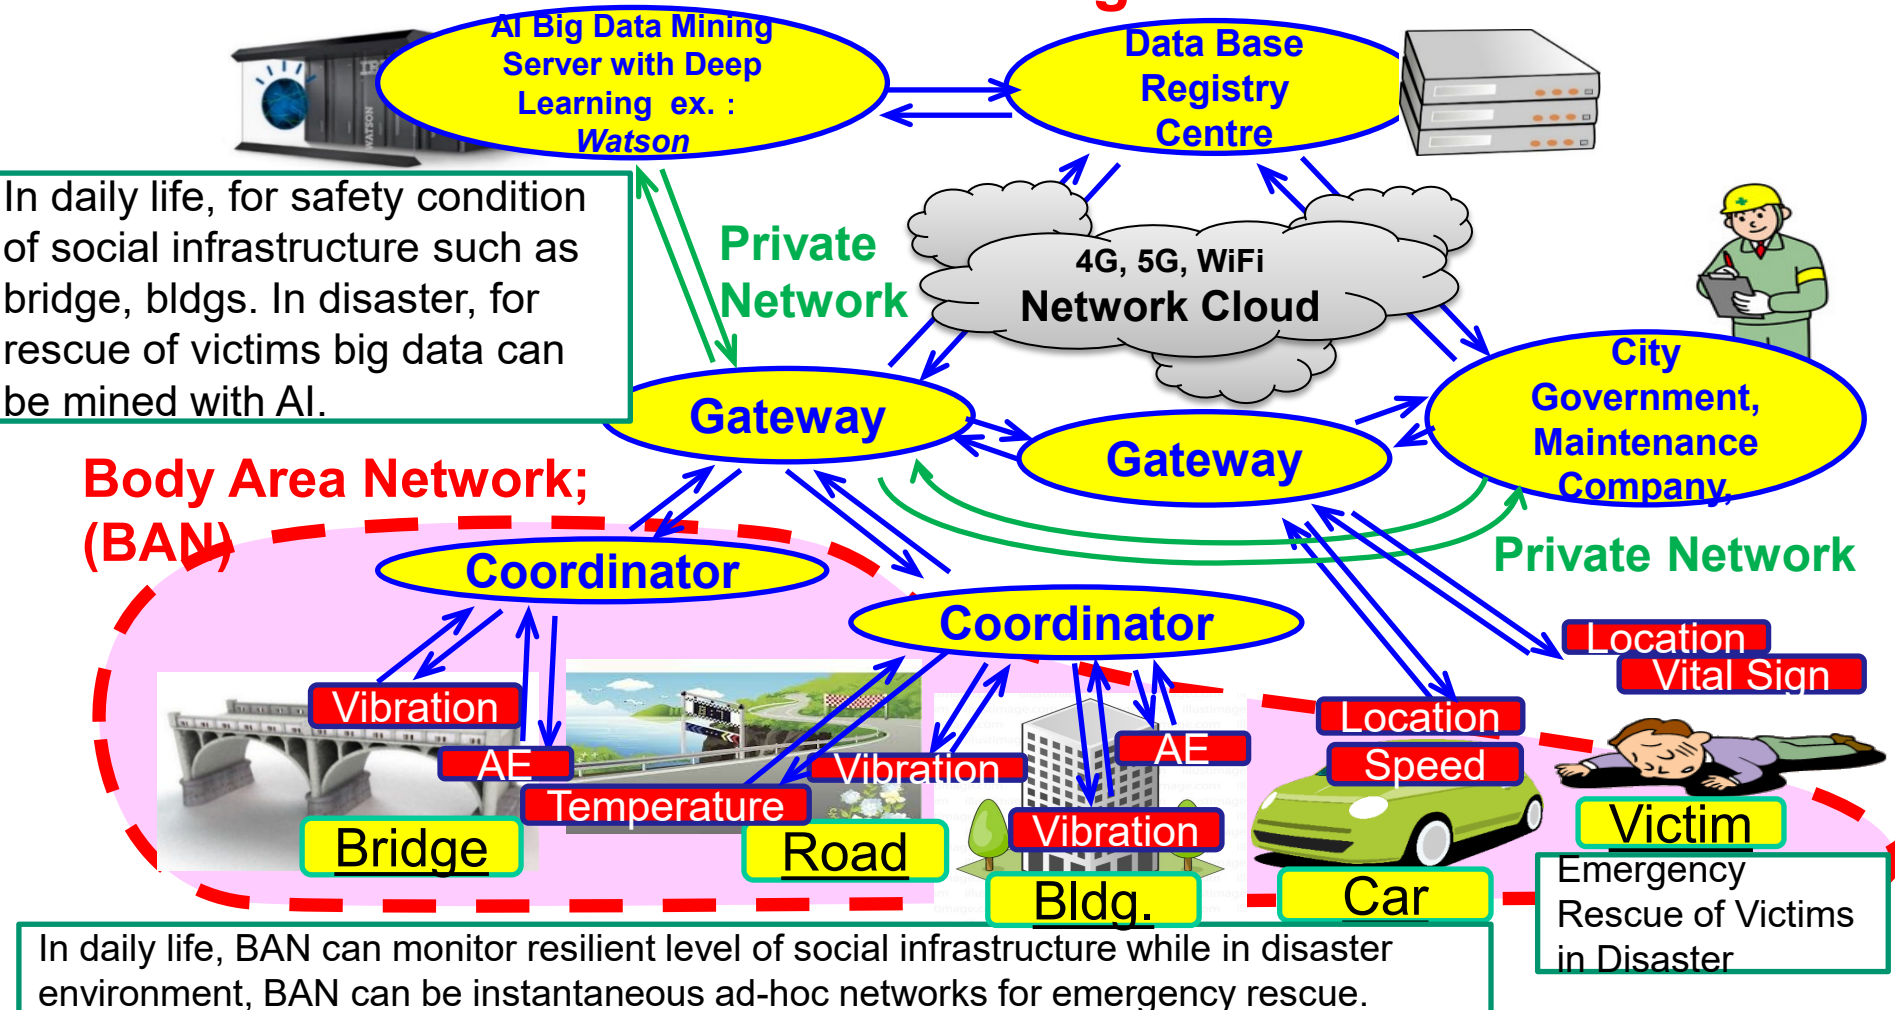 AI Big Data Mining
Server with Deep
Learning ex. :
Watson
Data Base
Registry
Centre
WATSON
In daily life, for safety condition
of social infrastructure such as
bridge, bldgs. In disaster, for
rescue of victims big data can
be mined with AI.
Private
Network
4G, 5G, WiFi
Network Cloud
City
Government,
Maintenance
Company,
Gateway
Gateway
Body Area Network;
(BAN)
Private Network
Coordinator
Coordinator
Location
Vital Sign
Vibration
AE
Temperature
Vibration
AE
Vibration
Location
Speed
Bridge
Road
Bldg.
Car
Victim
Emergency
Rescue of Victims
in Disaster
In daily life, BAN can monitor resilient level of social infrastructure while in disaster
environment, BAN can be instantaneous ad-hoc networks for emergency rescue.